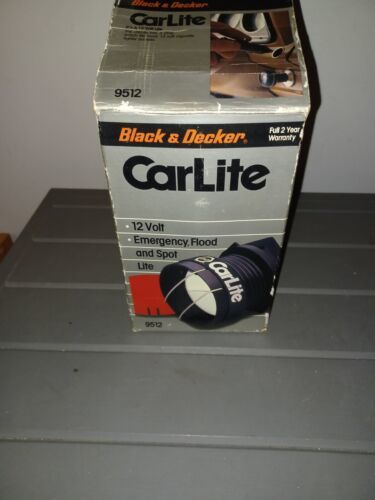 Black & Decker
CarLite
9512
Black & Decker®
Full 2 Year
Warranty
CarLite
• 12 Volt
• Emergency, Flood
and Spot
Lite
CarLite
9512